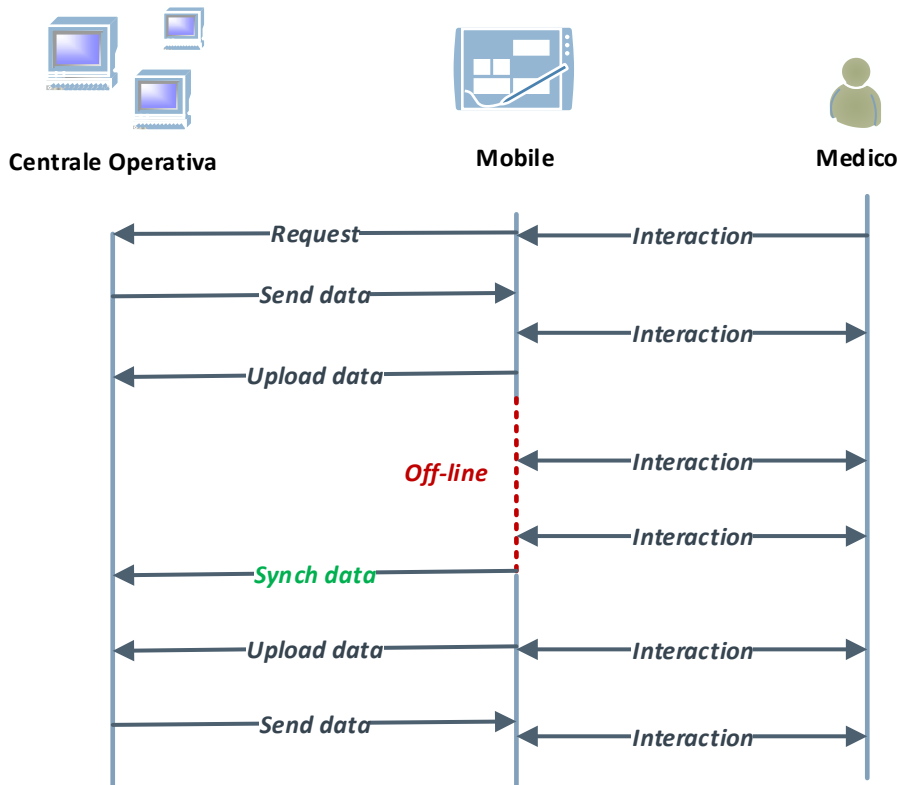 Centrale Operativa
Mobile
Medico
Request
Interaction
Send data
Interaction
Upload data
Interaction
Off-line
Interaction
Synch data
Upload data
Interaction
Send data
Interaction